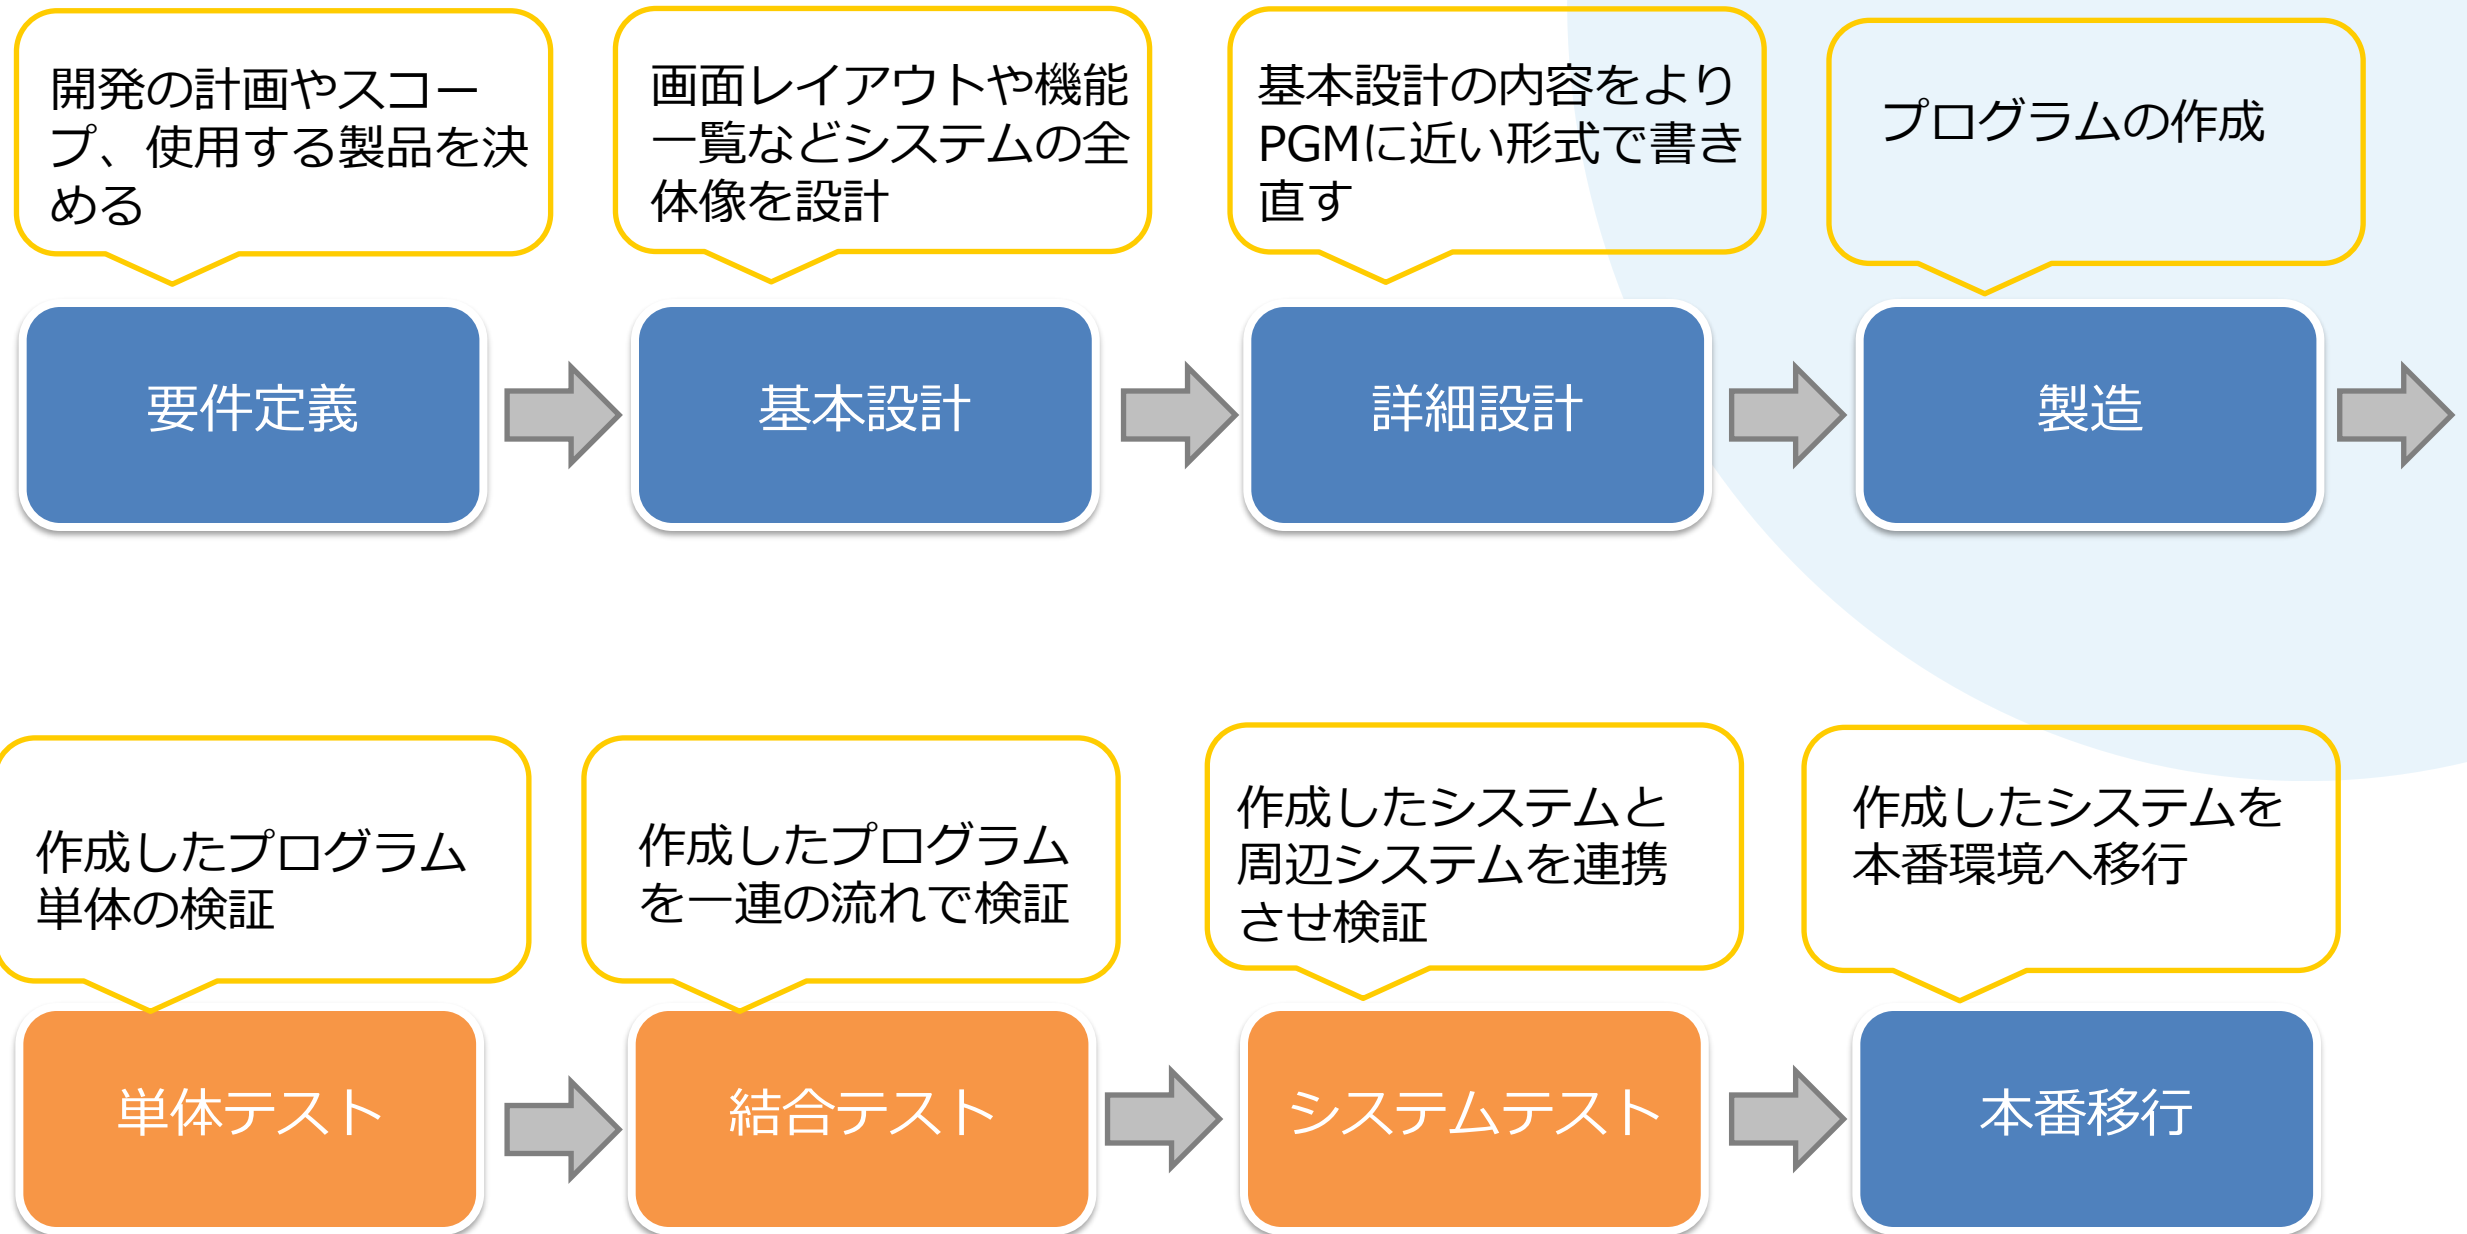 開発の計画やスコー
プ、使用する製品を決
める
画面レイアウトや機能
一覧などシステムの全
体像を設計
基本設計の内容をより
PGMに近い形式で書き
直す
プログラムの作成
要件定義
基本設計
詳細設計
製造
作成したプログラム
単体の検証
作成したプログラム
を一連の流れで検証
作成したシステムと
周辺システムを連携
させ検証
作成したシステムを
本番環境へ移行
単体テスト
結合テスト
システムテスト
本番移行